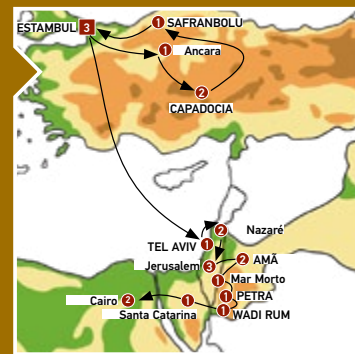 ESTAMBUL 3
1 SAFRANBOLU
1 Ancara
2
CAPADOCIA
2 Nazaré
TEL AVIV 1
Jerusalem 3
2 AMÃ
1 Mar Morto
1 PETRA
Cairo 2
1
Santa Catarina
1 WADI RUM